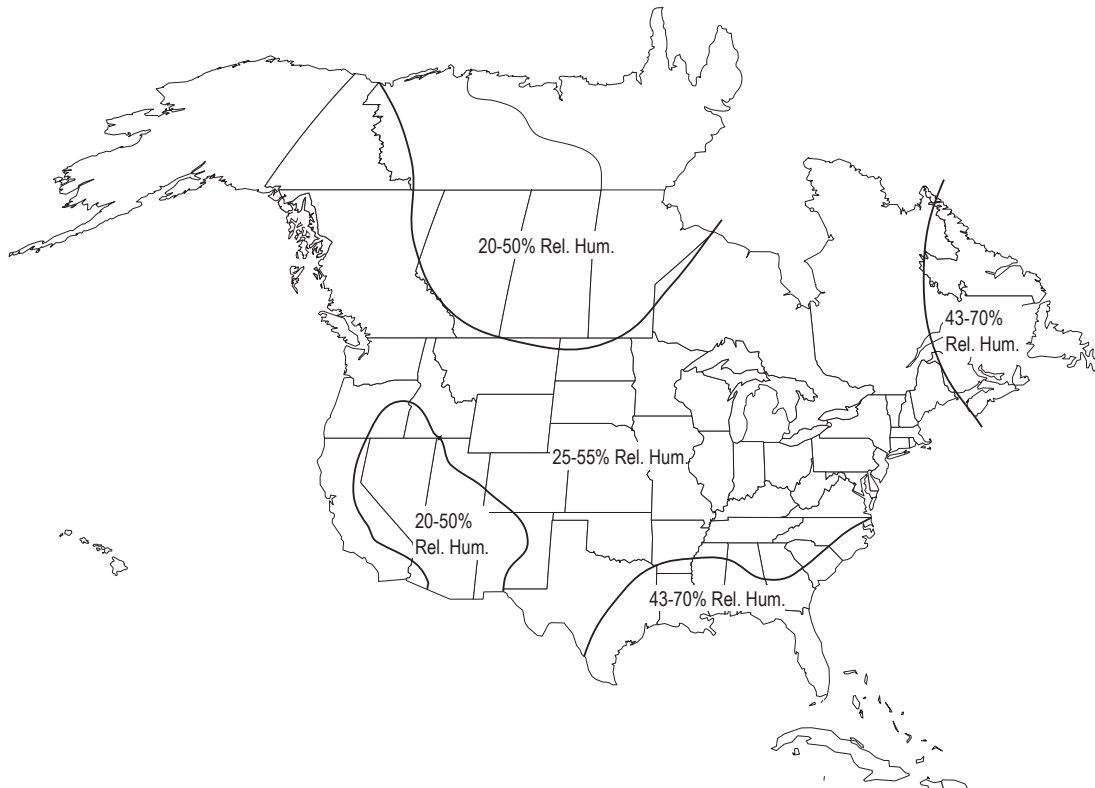 20-50% Rel. Hum.
43-70%
Rel. Hum.
25-55% Rel. Hum.
20-50%
Rel. Hum.
43-70% Rel. Hum.